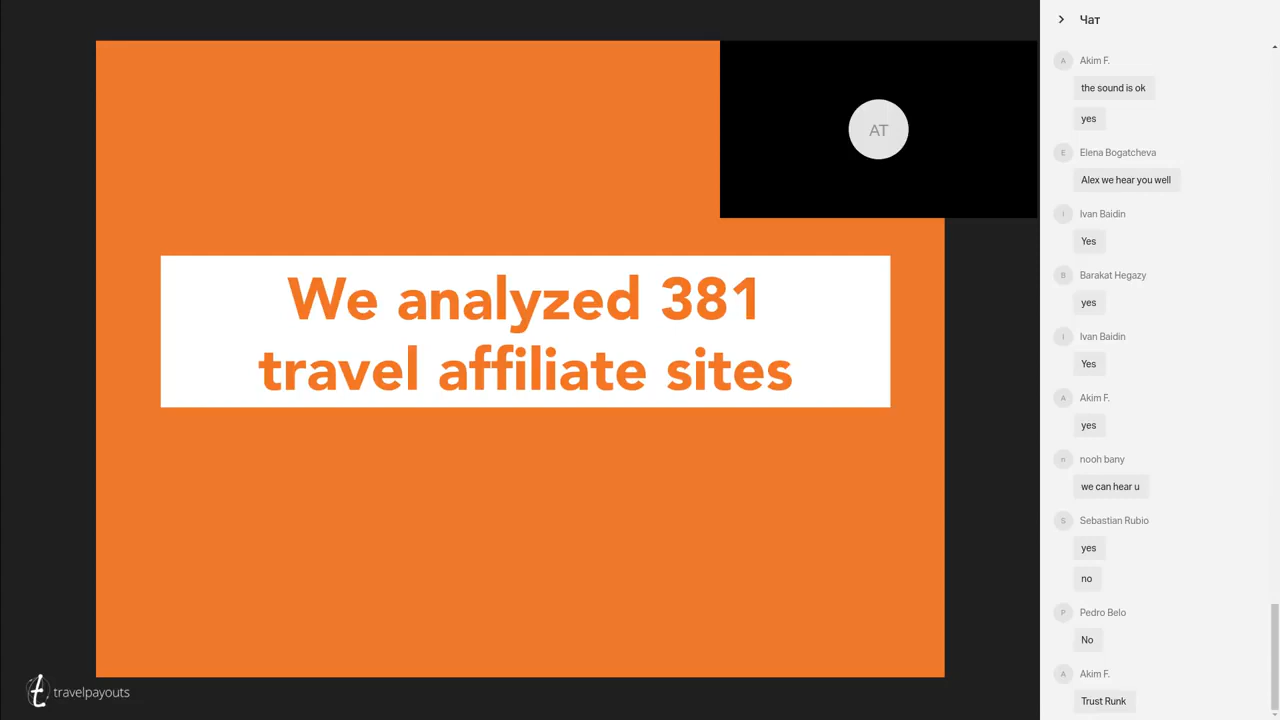 We analyzed 381
travel affiliate sites
AT
travelpayouts
Чат
A
Akim F.
the sound is ok
yes
E
Elena Bogatcheva
Alex we hear you well
I
Ivan Baidin
Yes
B
Barakat Hegazy
yes
I
Ivan Baidin
Yes
A
Akim F.
yes
n
nooh bany
we can hear u
S
Sebastian Rubio
yes
no
P
Pedro Belo
No
A
Akim F.
Trust Runk